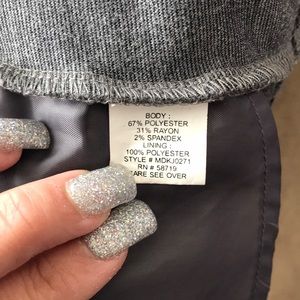 BODY :
67% POLYESTER
31% RAYON
2% SPANDEX
LINING :
100% POLYESTER
STYLE # MDKJ0271
RN # 58719
CARE SEE OVER